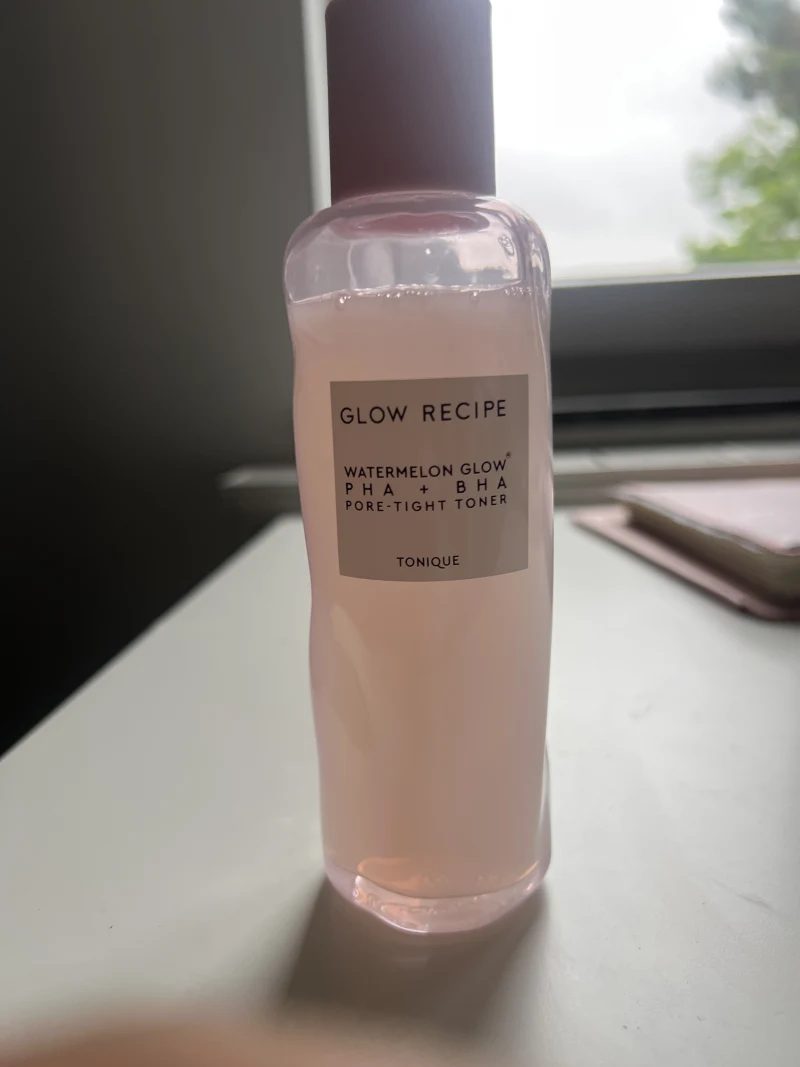 GLOW RECIPE
WATERMELON GLOW®
PHA + BHA
PORE-TIGHT TONER
TONIQUE